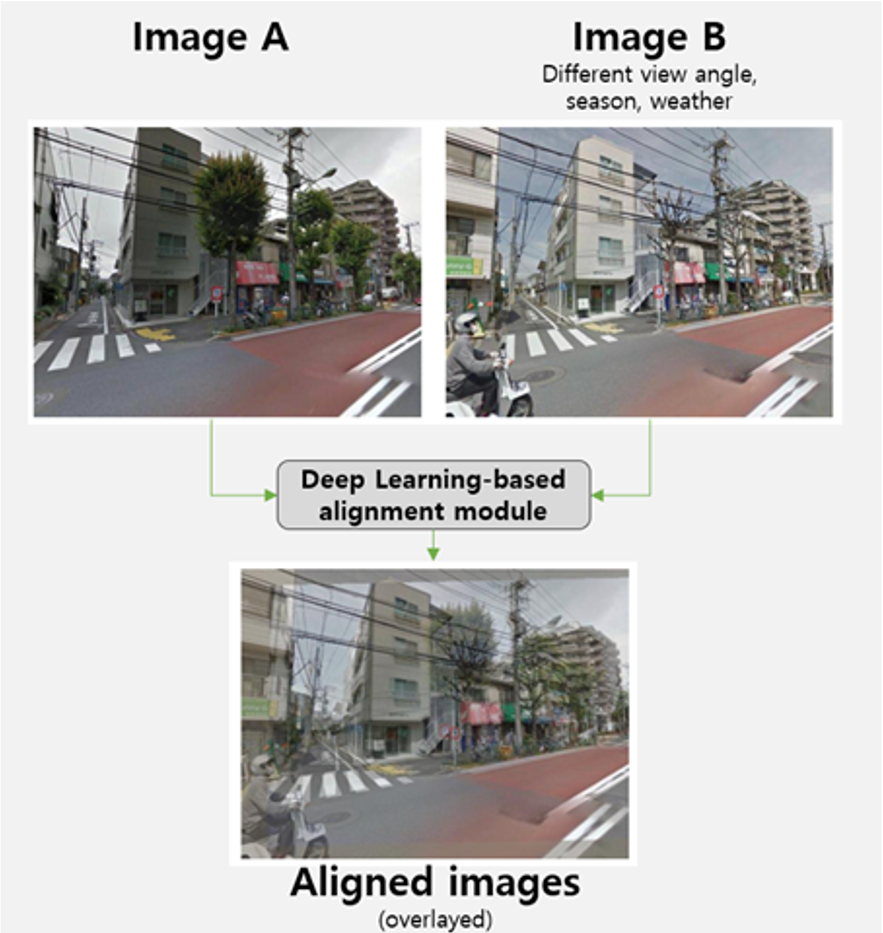 Image A
Image B
Different view angle,
season, weather
Deep Learning-based
alignment module
Aligned images
(overlayed)